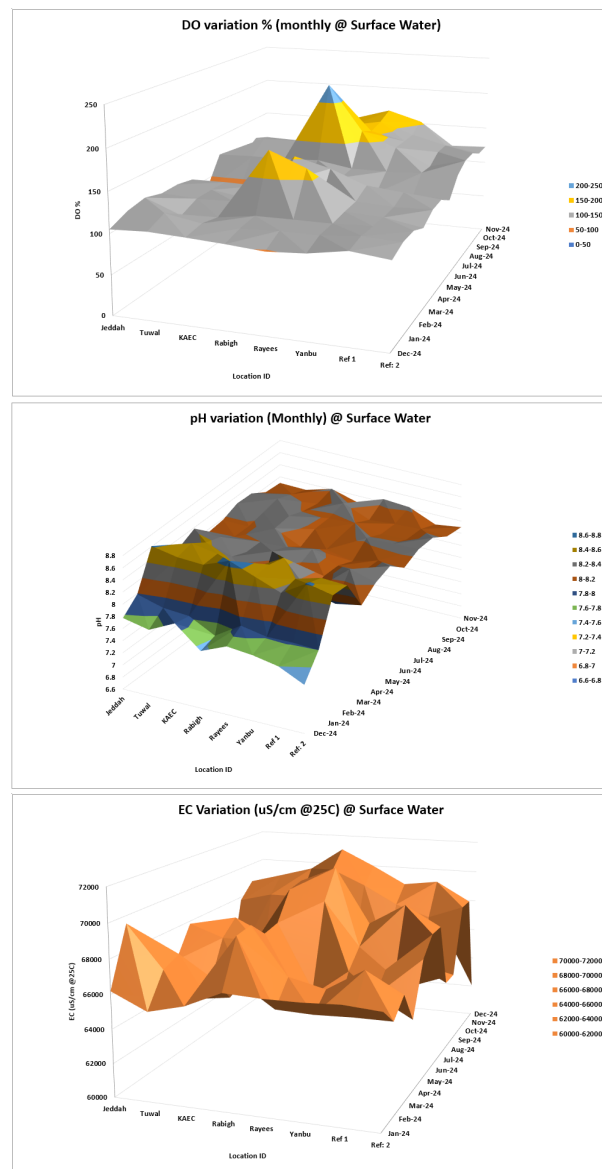 DO variation % (monthly @ Surface Water)
250
200
150
100
50
0
DO %
Jeddah
Tuwal
KAEC
Rabigh
Rayees
Yanbu
Ref 1
Ref: 2
Location ID
Nov-24
Oct-24
Sep-24
Aug-24
Jul-24
Jun-24
May-24
Apr-24
Mar-24
Feb-24
Jan-24
Dec-24
200-250
150-200
100-150
50-100
0-50
pH variation (Monthly) @ Surface Water
8.8
8.6
8.4
8.2
8
7.8
7.6
7.4
7.2
7
6.8
6.6
pH
Jeddah
Tuwal
KAEC
Rabigh
Rayees
Yanbu
Ref 1
Ref: 2
Location ID
Nov-24
Oct-24
Sep-24
Aug-24
Jul-24
Jun-24
May-24
Apr-24
Mar-24
Feb-24
Jan-24
Dec-24
8.6-8.8
8.4-8.6
8.2-8.4
8-8.2
7.8-8
7.6-7.8
7.4-7.6
7.2-7.4
7-7.2
6.8-7
6.6-6.8
EC Variation (uS/cm @25C) @ Surface Water
72000
70000
68000
66000
64000
62000
60000
EC (uS/cm @25C)
Jeddah
Tuwal
KAEC
Rabigh
Rayees
Yanbu
Ref 1
Ref: 2
Location ID
Dec-24
Nov-24
Oct-24
Sep-24
Aug-24
Jul-24
Jun-24
May-24
Apr-24
Mar-24
Feb-24
Jan-24
70000-72000
68000-70000
66000-68000
64000-66000
62000-64000
60000-62000